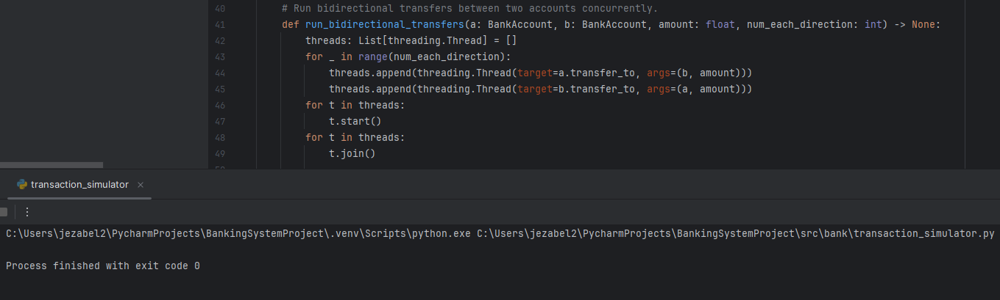 40 # Run bidirectional transfers between two accounts concurrently.
41 def run_bidirectional_transfers(a: BankAccount, b: BankAccount, amount: float, num_each_direction: int) -> None:
42 threads: List[threading.Thread] = []
43 for _ in range(num_each_direction):
44 threads.append(threading.Thread(target=a.transfer_to, args=(b, amount)))
45 threads.append(threading.Thread(target=b.transfer_to, args=(a, amount)))
46 for t in threads:
47 t.start()
48 for t in threads:
49 t.join()
transaction_simulator ×
C:\Users\jezabel2\PycharmProjects\BankingSystemProject\.venv\Scripts\python.exe C:\Users\jezabel2\PycharmProjects\BankingSystemProject\src\bank\transaction_simulator.py
Process finished with exit code 0